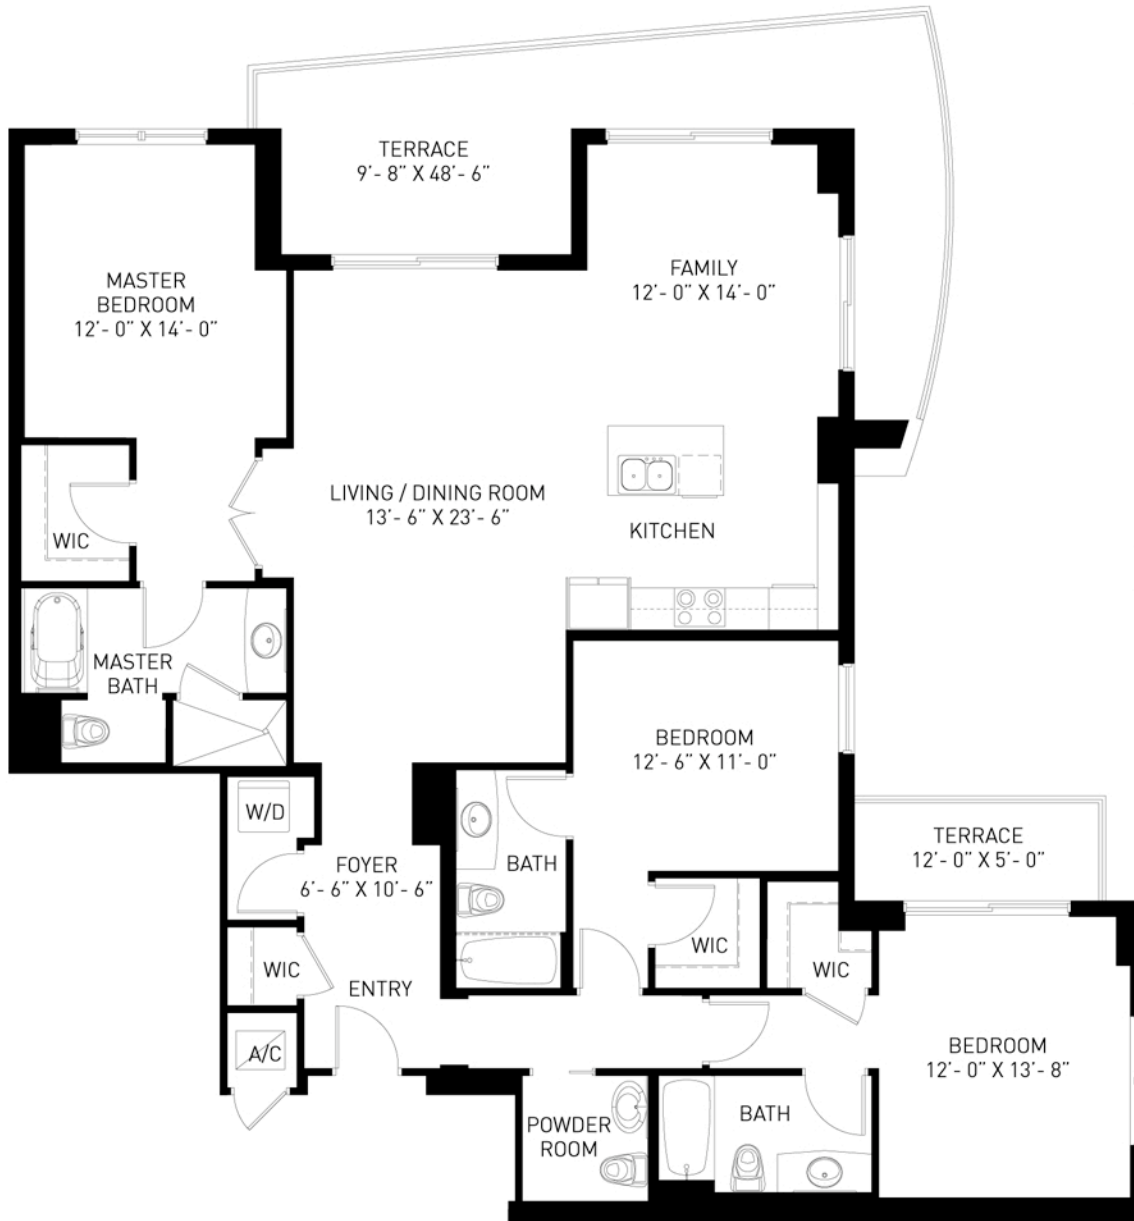 TERRACE
9'- 8" X 48'- 6"
MASTER
BEDROOM
12'- 0" X 14'- 0"
FAMILY
12'- 0" X 14'- 0"
LIVING / DINING ROOM
13'- 6" X 23'- 6"
KITCHEN
WIC
MASTER
BATH
BEDROOM
12'- 6" X 11'- 0"
W/D
FOYER
6'- 6" X 10'- 6"
BATH
TERRACE
12'- 0" X 5'- 0"
WIC
WIC
WIC
ENTRY
A/C
BEDROOM
12'- 0" X 13'- 8"
POWDER
ROOM
BATH